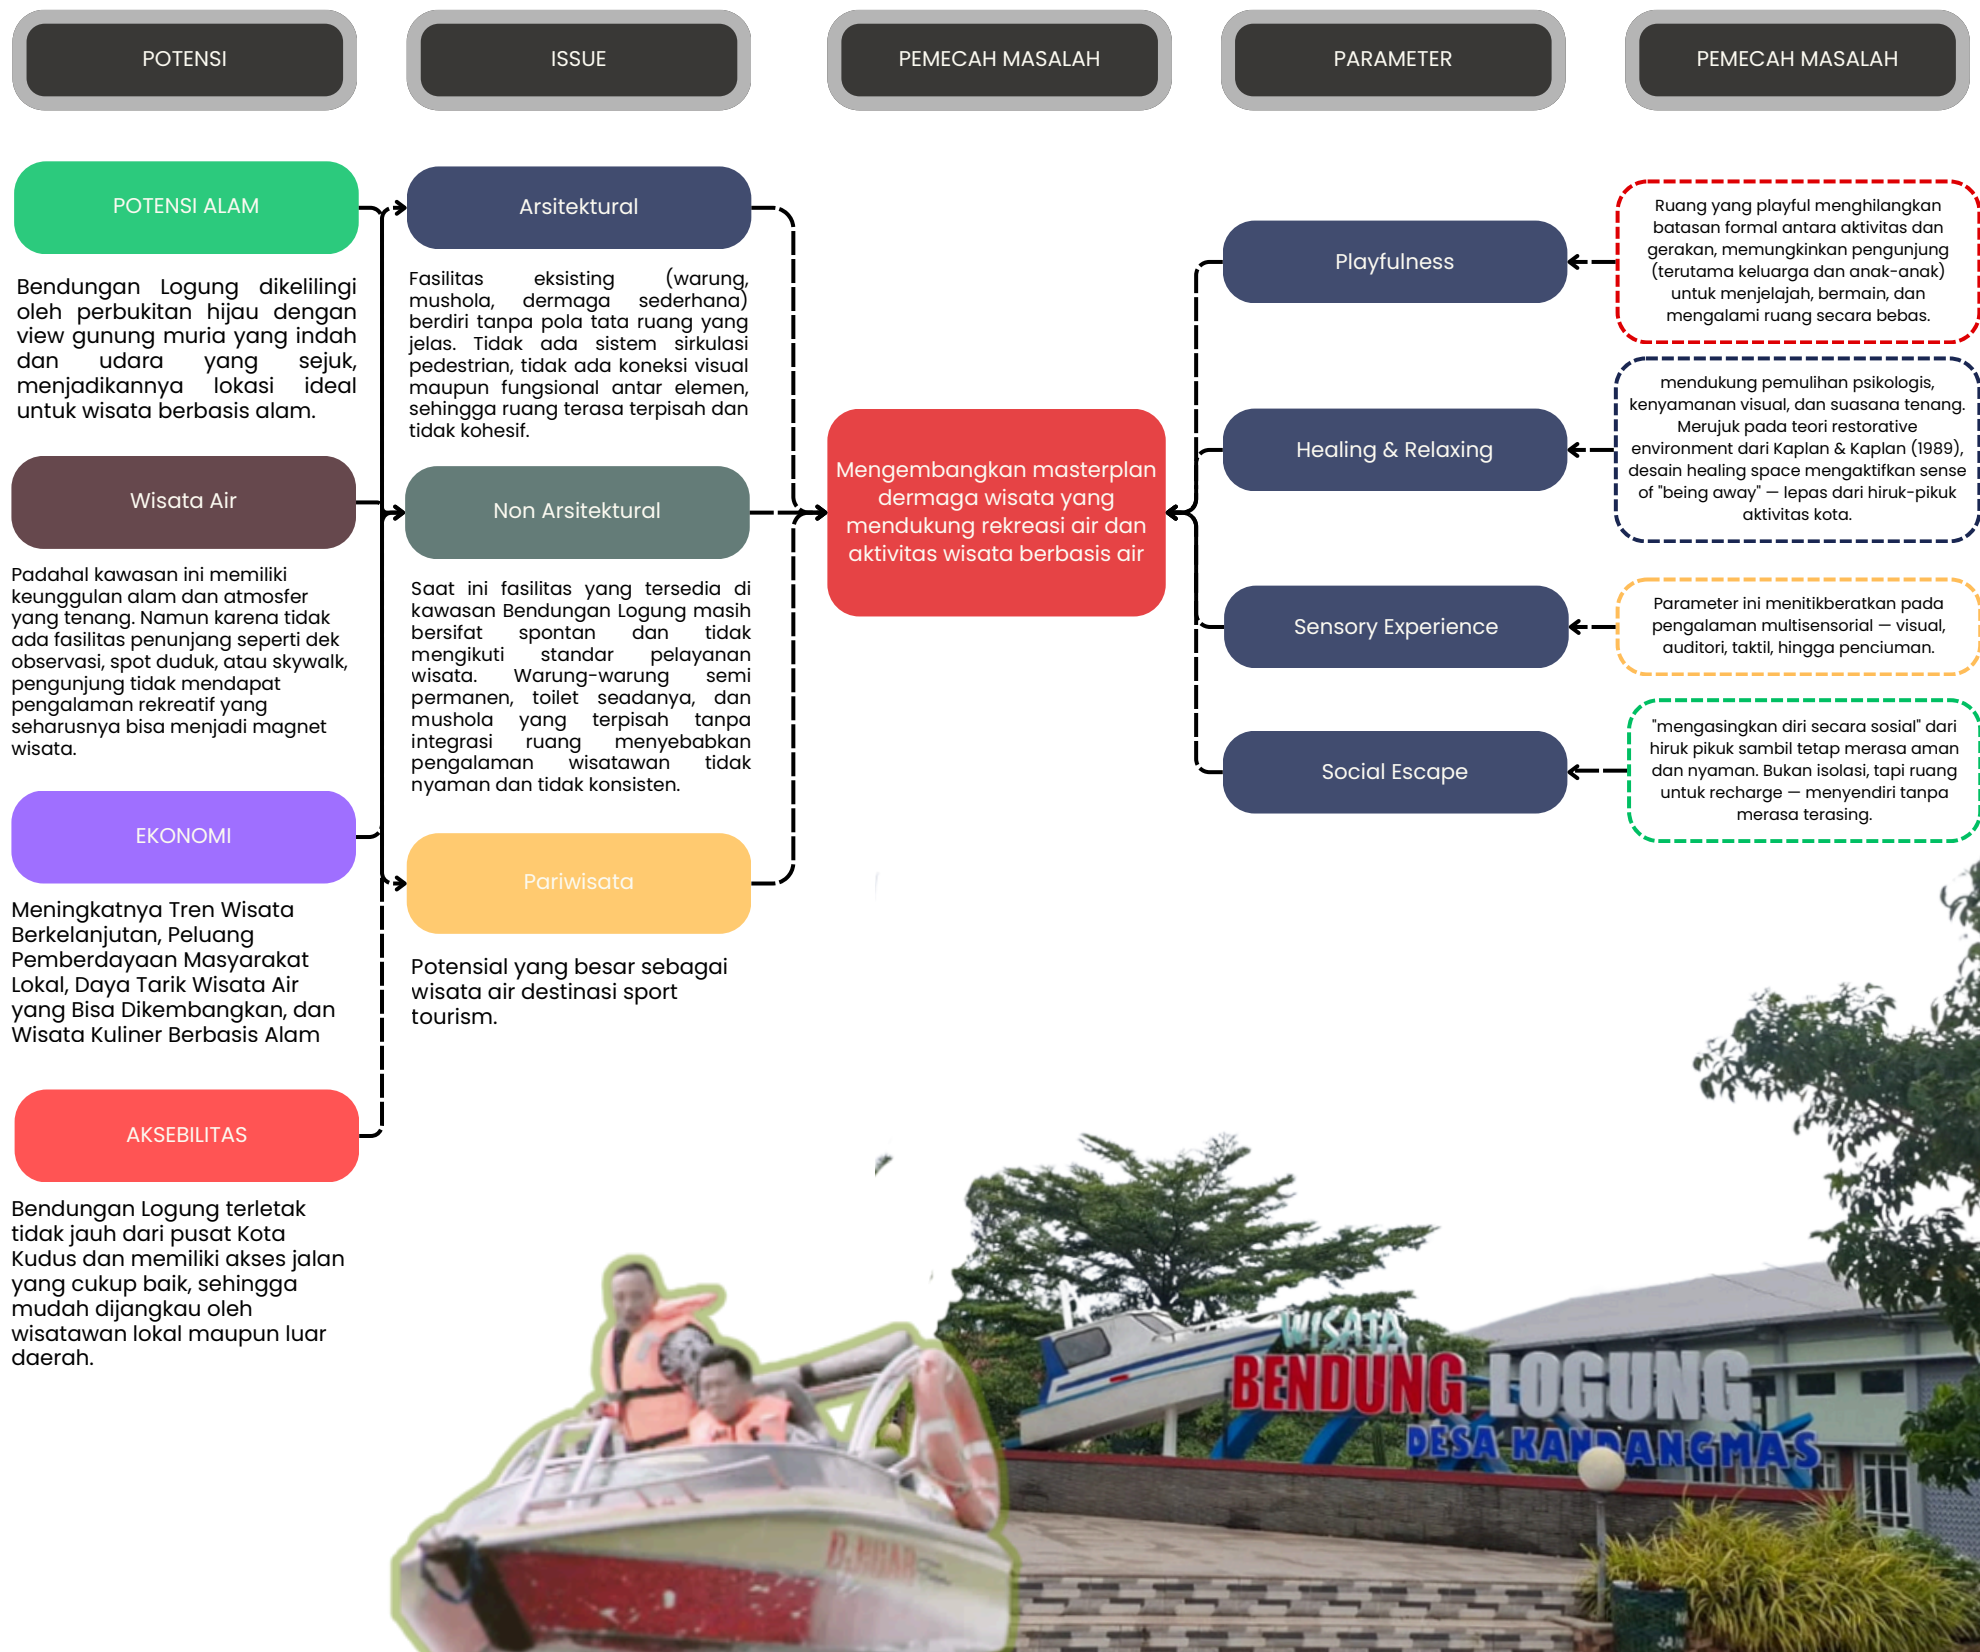 POTENSI
ISSUE
PEMECAH MASALAH
PARAMETER
PEMECAH MASALAH
POTENSI ALAM
Bendungan Logung dikelilingi
oleh perbukitan hijau dengan
view gunung muria yang indah
dan udara yang sejuk,
menjadikannya lokasi ideal
untuk wisata berbasis alam.
Wisata Air
Padahal kawasan ini memiliki
keunggulan alam dan atmosfer
yang tenang. Namun karena tidak
ada fasilitas penunjang seperti dek
observasi, spot duduk, atau skywalk,
pengunjung tidak mendapat
pengalaman rekreatif yang
seharusnya bisa menjadi magnet
wisata.
EKONOMI
Meningkatnya Tren Wisata
Berkelanjutan, Peluang
Pemberdayaan Masyarakat
Lokal, Daya Tarik Wisata Air
yang Bisa Dikembangkan, dan
Wisata Kuliner Berbasis Alam
AKSEBILITAS
Bendungan Logung terletak
tidak jauh dari pusat Kota
Kudus dan memiliki akses jalan
yang cukup baik, sehingga
mudah dijangkau oleh
wisatawan lokal maupun luar
daerah.
Arsitektural
Fasilitas eksisting (warung,
mushola, dermaga sederhana)
berdiri tanpa pola tata ruang yang
jelas. Tidak ada sistem sirkulasi
pedestrian, tidak ada koneksi visual
maupun fungsional antar elemen,
sehingga ruang terasa terpisah dan
tidak kohesif.
Non Arsitektural
Saat ini fasilitas yang tersedia di
kawasan Bendungan Logung masih
bersifat spontan dan tidak
mengikuti standar pelayanan
wisata. Warung-warung semi
permanen, toilet seadanya, dan
mushola yang terpisah tanpa
integrasi ruang menyebabkan
pengalaman wisatawan tidak
nyaman dan tidak konsisten.
Pariwisata
Potensial yang besar sebagai
wisata air destinasi sport
tourism.
Mengembangkan masterplan
dermaga wisata yang
mendukung rekreasi air dan
aktivitas wisata berbasis air
Playfulness
Healing & Relaxing
Sensory Experience
Social Escape
Ruang yang playful menghilangkan
batasan formal antara aktivitas dan
gerakan, memungkinkan pengunjung
(terutama keluarga dan anak-anak)
untuk menjelajah, bermain, dan
mengalami ruang secara bebas.
mendukung pemulihan psikologis,
kenyamanan visual, dan suasana tenang.
Merujuk pada teori restorative
environment dari Kaplan & Kaplan (1989),
desain healing space mengaktifkan sense
of "being away" — lepas dari hiruk-pikuk
aktivitas kota.
Parameter ini menitikberatkan pada
pengalaman multisensorial — visual,
auditori, taktil, hingga penciuman.
"mengasingkan diri secara sosial" dari
hiruk pikuk sambil tetap merasa aman
dan nyaman. Bukan isolasi, tapi ruang
untuk recharge — menyendiri tanpa
merasa terasing.
WISATA
BENDUNG LOGUNG
DESA KANDANGMAS